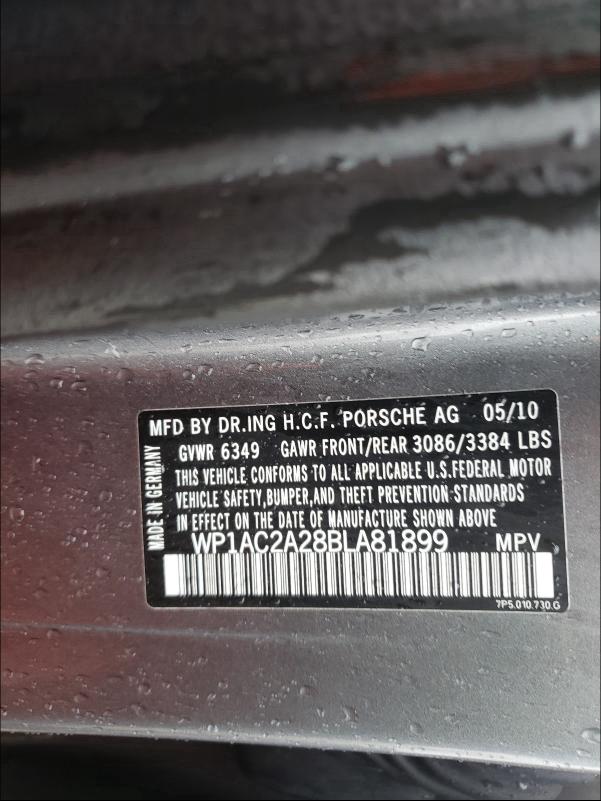 MFD BY DR.ING H.C.F. PORSCHE AG 05/10
GVWR 6349 GAWR FRONT/REAR 3086/3384 LBS
THIS VEHICLE CONFORMS TO ALL APPLICABLE U.S.FEDERAL MOTOR
VEHICLE SAFETY,BUMPER,AND THEFT PREVENTION STANDARDS
IN EFFECT ON THE DATE OF MANUFACTURE SHOWN ABOVE
WP1AC2A28BLA81899 MPV
7P5.010.730.G
MADE IN GERMANY